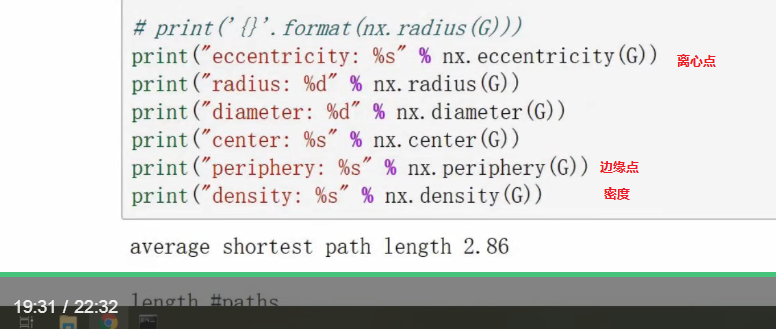 # print('{}'.format(nx.radius(G)))
print("eccentricity: %s" % nx.eccentricity(G)) 离心点
print("radius: %d" % nx.radius(G))
print("diameter: %d" % nx.diameter(G))
print("center: %s" % nx.center(G))
print("periphery: %s" % nx.periphery(G)) 边缘点
print("density: %s" % nx.density(G)) 密度
average shortest path length 2.86
length #paths
19:31 / 22:32